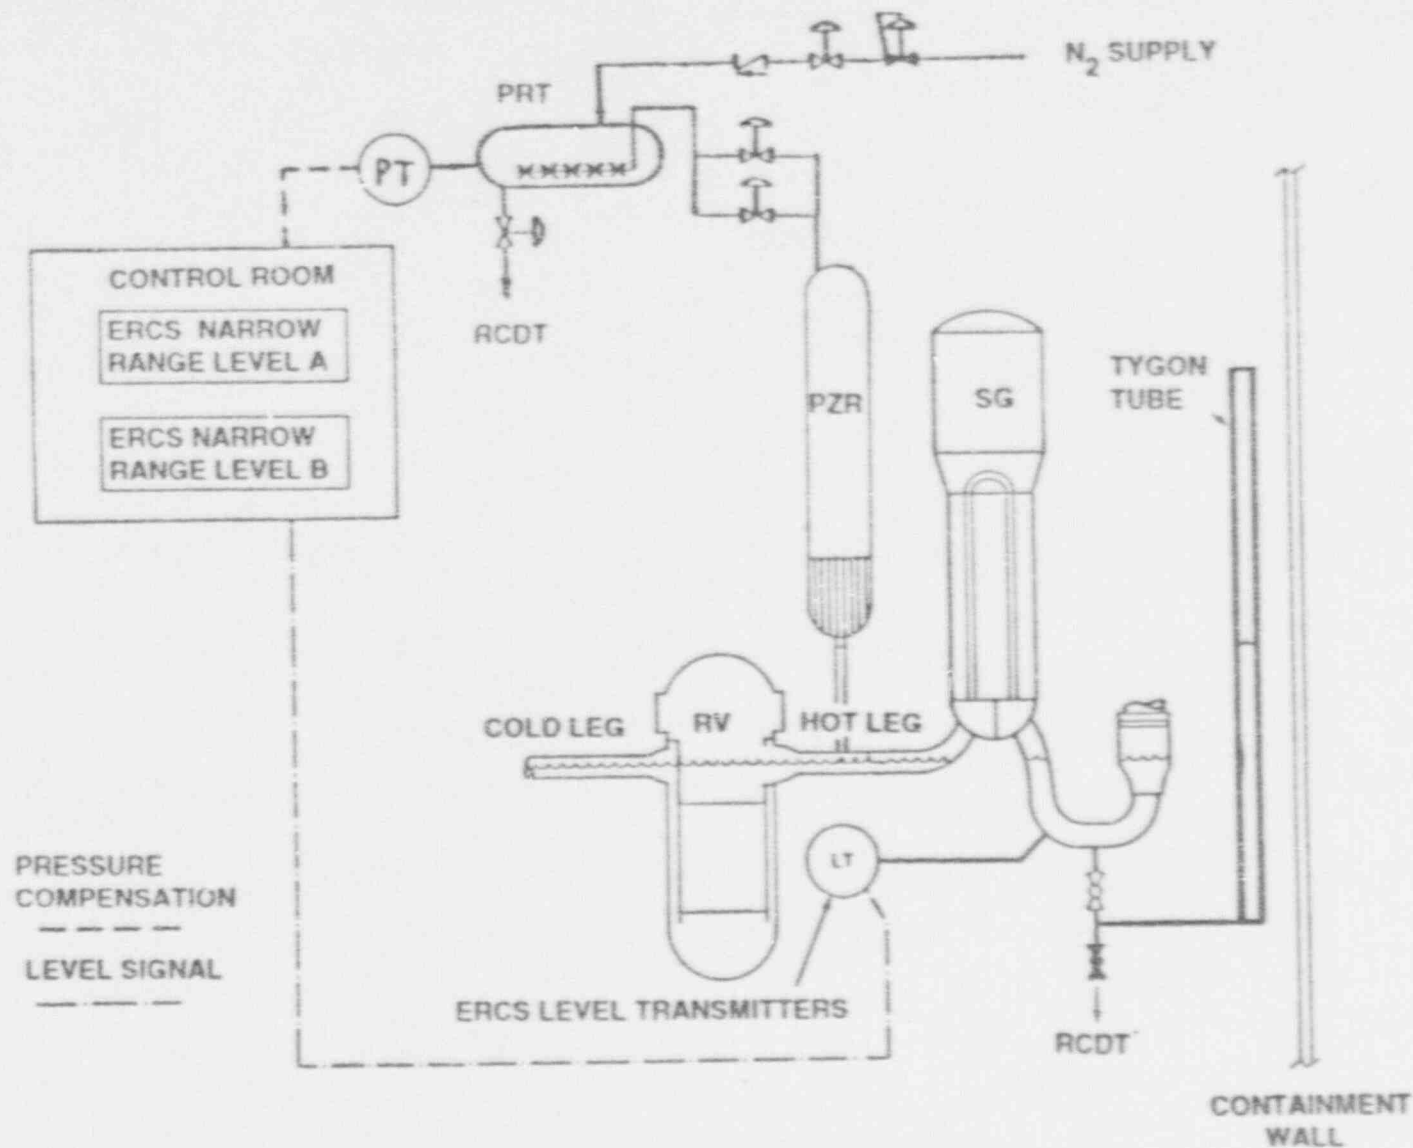 N2 SUPPLY
PRT
PT
CONTROL ROOM
ERCS NARROW
RANGE LEVEL A
ERCS NARROW
RANGE LEVEL B
RCDT
PZR
SG
TYGON
TUBE
COLD LEG
RV
HOT LEG
LT
PRESSURE
COMPENSATION
LEVEL SIGNAL
ERCS LEVEL TRANSMITTERS
RCDT
CONTAINMENT
WALL